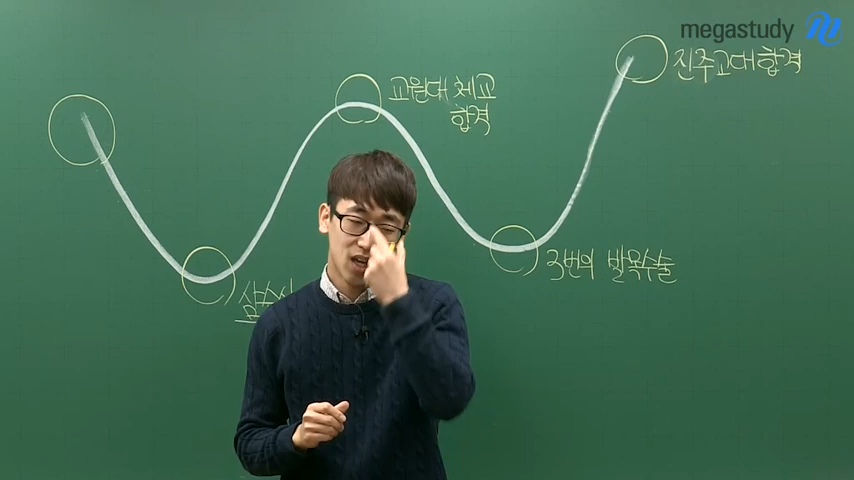 megastudy
진주교대합격
교원대 체교
합격
3번의 발목수술